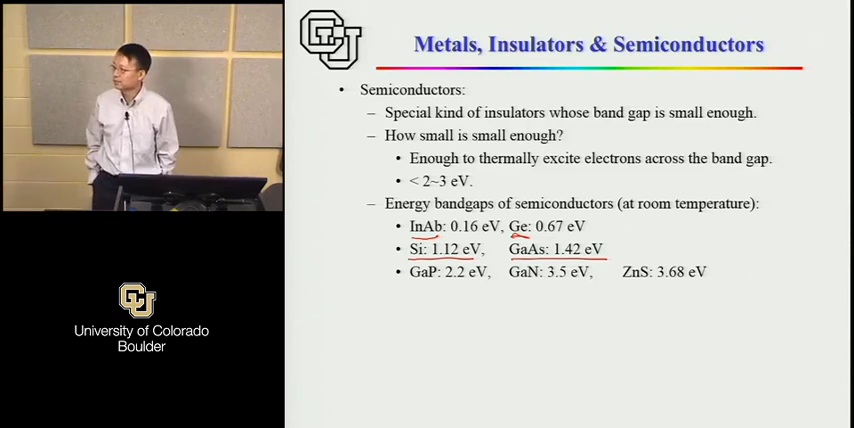 CU
Metals, Insulators & Semiconductors
• Semiconductors:
– Special kind of insulators whose band gap is small enough.
– How small is small enough?
• Enough to thermally excite electrons across the band gap.
• < 2~3 eV.
– Energy bandgaps of semiconductors (at room temperature):
• InAb: 0.16 eV, Ge: 0.67 eV
• Si: 1.12 eV, GaAs: 1.42 eV
• GaP: 2.2 eV, GaN: 3.5 eV, ZnS: 3.68 eV
CU
University of Colorado
Boulder